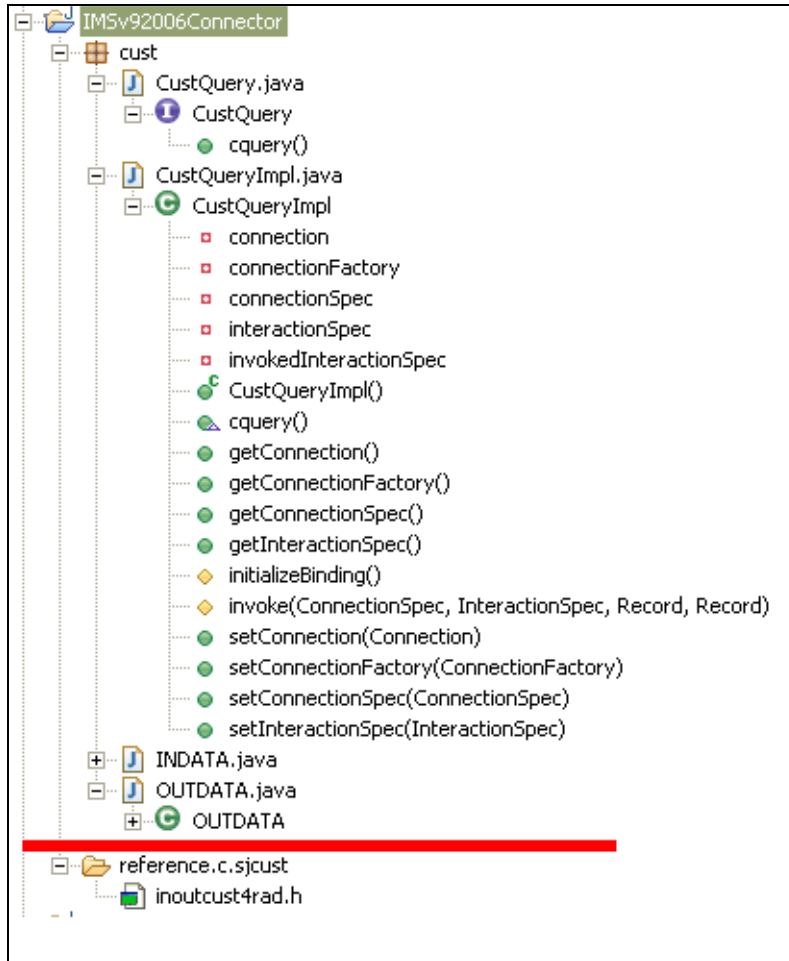 IMSv92006Connector
cust
CustQuery.java
CustQuery
cquery()
CustQueryImpl.java
CustQueryImpl
connection
connectionFactory
connectionSpec
interactionSpec
invokedInteractionSpec
CustQueryImpl()
cquery()
getConnection()
getConnectionFactory()
getConnectionSpec()
getInteractionSpec()
initializeBinding()
invoke(ConnectionSpec, InteractionSpec, Record, Record)
setConnection(Connection)
setConnectionFactory(ConnectionFactory)
setConnectionSpec(ConnectionSpec)
setInteractionSpec(InteractionSpec)
INDATA.java
OUTDATA.java
OUTDATA
reference.c.sjcust
inoutcust4rad.h